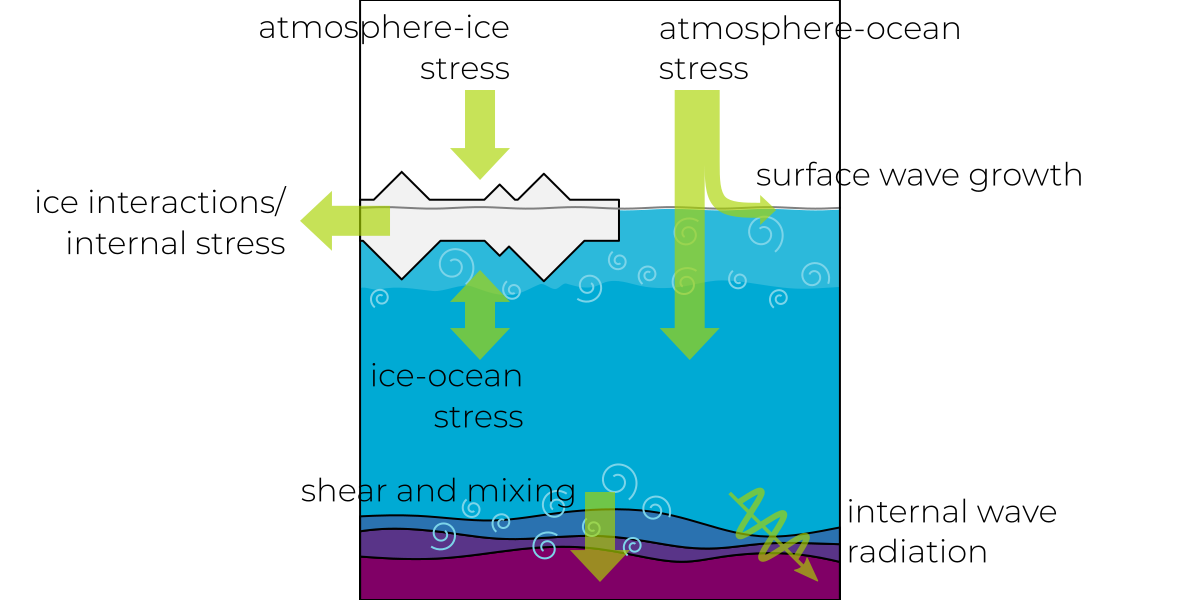 atmosphere-ice
stress
atmosphere-ocean
stress
surface wave growth
ice interactions/
internal stress
ice-ocean
stress
shear and mixing
internal wave
radiation